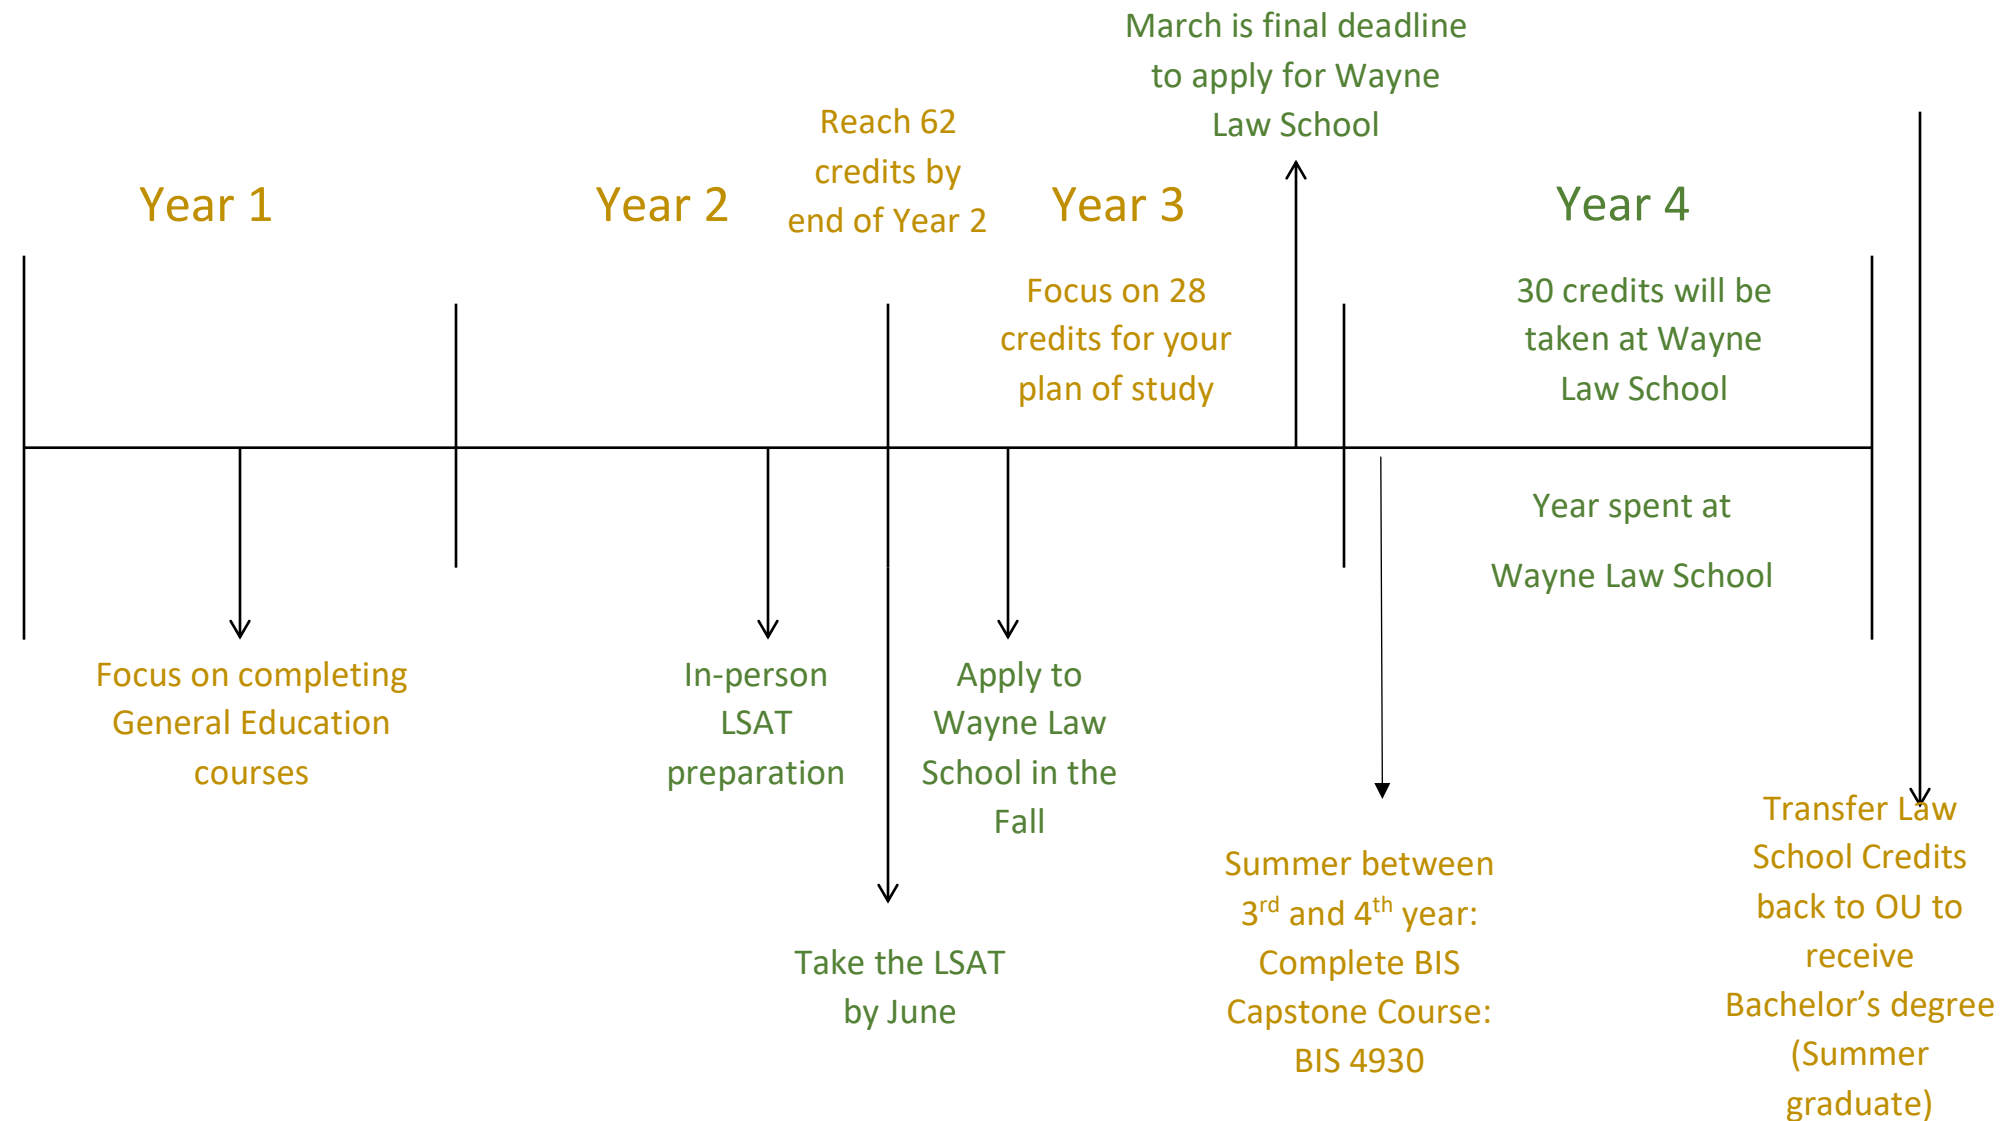 March is final deadline
to apply for Wayne
Law School
Reach 62
credits by
end of Year 2
Year 1
Year 2
Year 3
Year 4
Focus on 28
credits for your
plan of study
30 credits will be
taken at Wayne
Law School
Year spent at
Wayne Law School
Focus on completing
General Education
courses
In-person
LSAT
preparation
Apply to
Wayne Law
School in the
Fall
Take the LSAT
by June
Summer between
3rd and 4th year:
Complete BIS
Capstone Course:
BIS 4930
Transfer Law
School Credits
back to OU to
receive
Bachelor’s degree
(Summer
graduate)